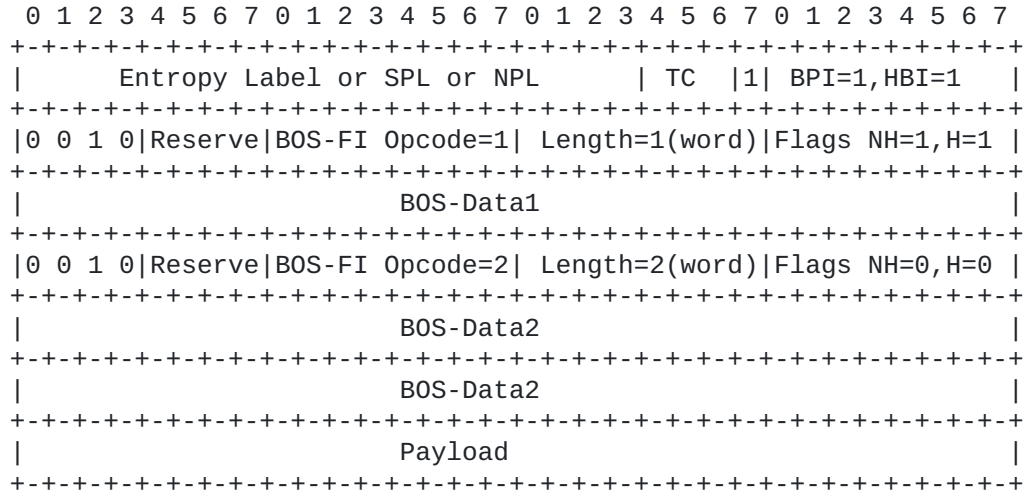 0 1 2 3 4 5 6 7 0 1 2 3 4 5 6 7 0 1 2 3 4 5 6 7 0 1 2 3 4 5 6 7
+-+-+-+-+-+-+-+-+-+-+-+-+-+-+-+-+-+-+-+-+-+-+-+-+-+-+-+-+-+-+-+-+
|      Entropy Label or SPL or NPL      | TC  |1| BPI=1,HBI=1   |
+-+-+-+-+-+-+-+-+-+-+-+-+-+-+-+-+-+-+-+-+-+-+-+-+-+-+-+-+-+-+-+-+
|0 0 1 0|Reserve|BOS-FI Opcode=1| Length=1(word)|Flags NH=1,H=1 |
+-+-+-+-+-+-+-+-+-+-+-+-+-+-+-+-+-+-+-+-+-+-+-+-+-+-+-+-+-+-+-+-+
|                        BOS-Data1                              |
+-+-+-+-+-+-+-+-+-+-+-+-+-+-+-+-+-+-+-+-+-+-+-+-+-+-+-+-+-+-+-+-+
|0 0 1 0|Reserve|BOS-FI Opcode=2| Length=2(word)|Flags NH=0,H=0 |
+-+-+-+-+-+-+-+-+-+-+-+-+-+-+-+-+-+-+-+-+-+-+-+-+-+-+-+-+-+-+-+-+
|                        BOS-Data2                              |
+-+-+-+-+-+-+-+-+-+-+-+-+-+-+-+-+-+-+-+-+-+-+-+-+-+-+-+-+-+-+-+-+
|                        BOS-Data2                              |
+-+-+-+-+-+-+-+-+-+-+-+-+-+-+-+-+-+-+-+-+-+-+-+-+-+-+-+-+-+-+-+-+
|                        Payload                                |
+-+-+-+-+-+-+-+-+-+-+-+-+-+-+-+-+-+-+-+-+-+-+-+-+-+-+-+-+-+-+-+-+